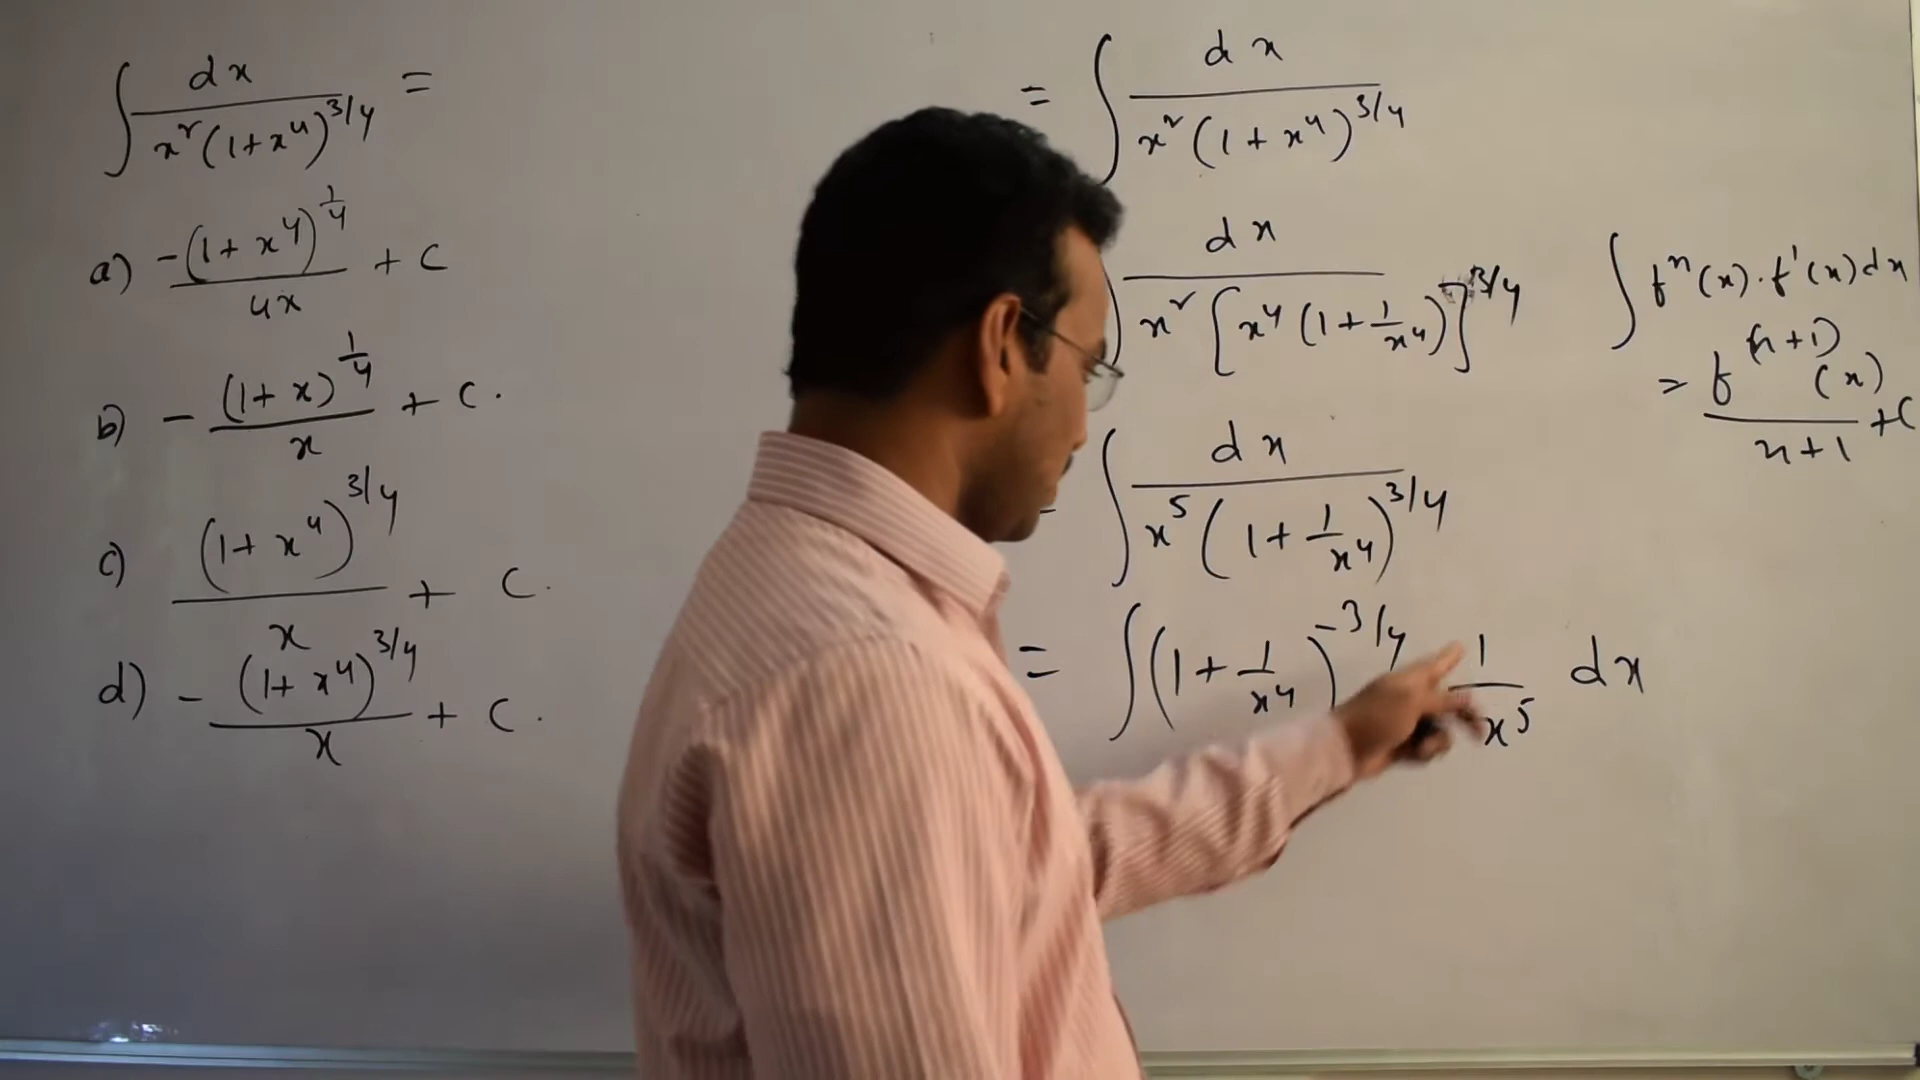 ∫ dx / x² (1+x⁴)^3/4 =
a) -(1+x⁴)^1/4 / 4x + C
b) - (1+x)^1/4 / x + C.
c) (1+x⁴)^3/4 / x + C.
d) - (1+x⁴)^3/4 / x + C.
= ∫ dx / x² (1+x⁴)^3/4
dx / x² [x⁴ (1+1/x⁴)]^3/4
∫ dx / x⁵ (1+1/x⁴)^3/4
= ∫ (1+1/x⁴)^-3/4 1/x⁵ dx
∫ fⁿ(x).f'(x)dx
= f^(n+1) (x) / n+1 + C